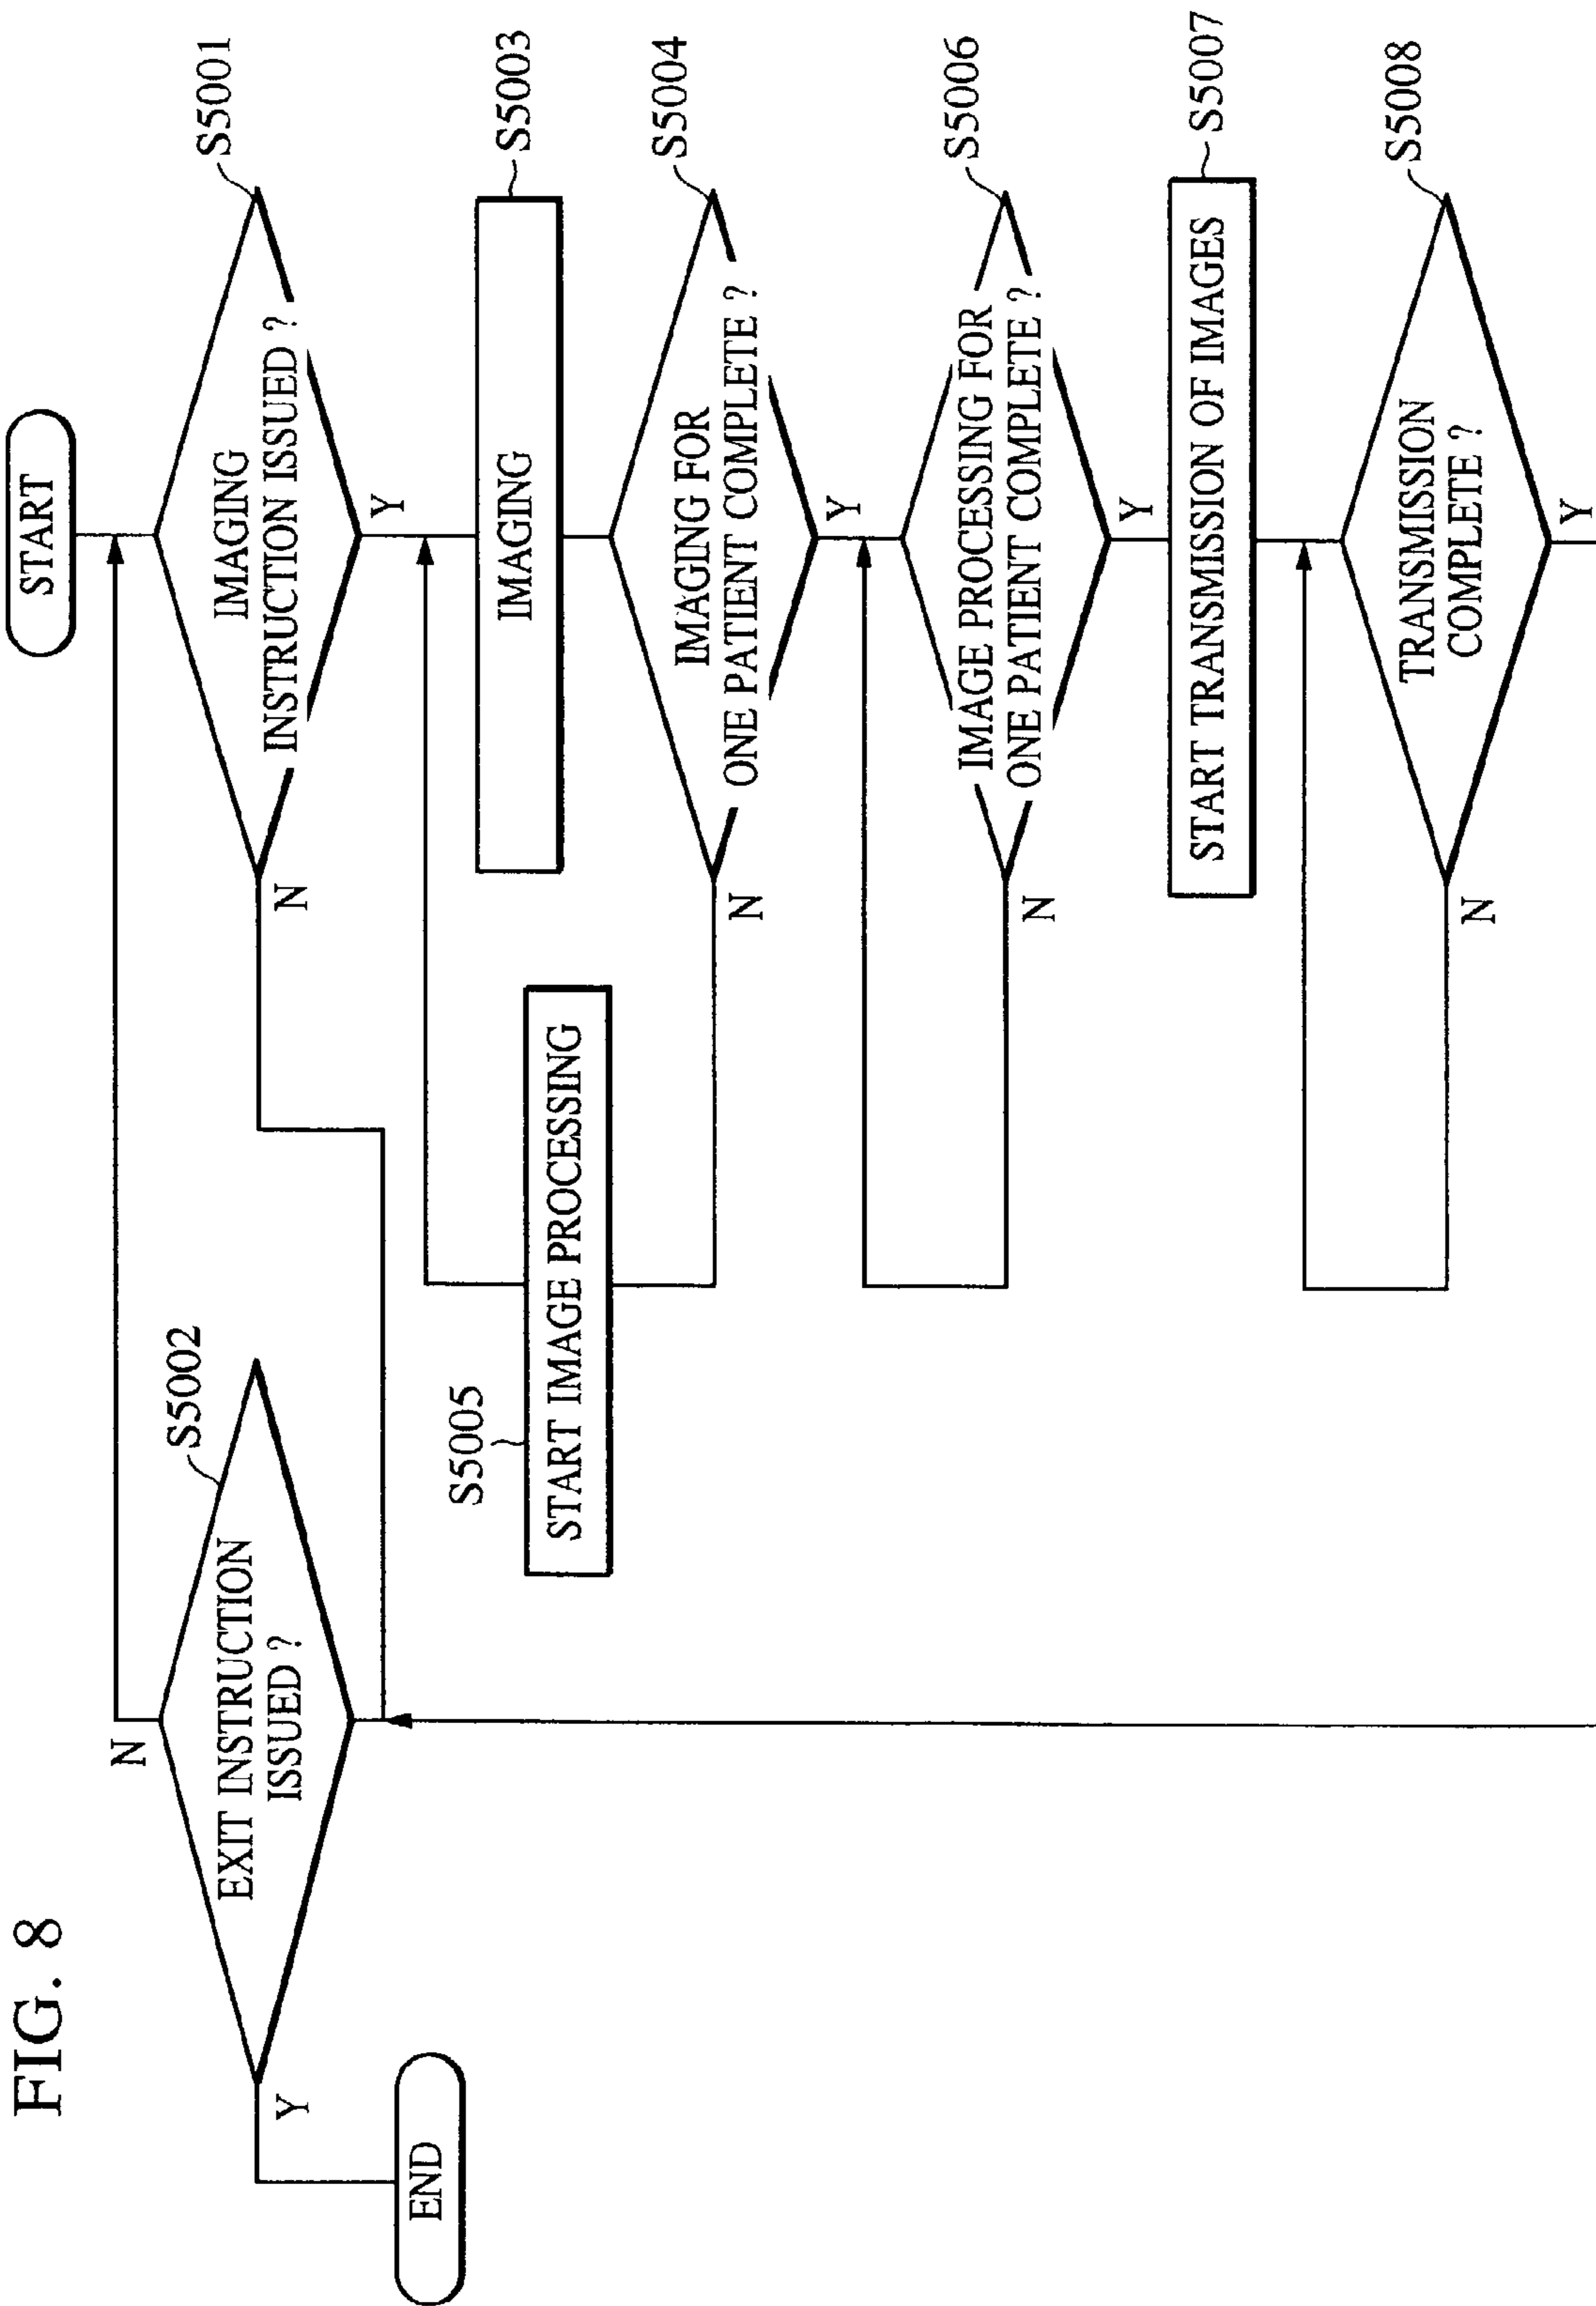 FIG. 8
START
IMAGING
INSTRUCTION ISSUED ?
S5001
N
Y
EXIT INSTRUCTION
ISSUED ?
S5002
N
Y
END
IMAGING
S5003
IMAGING FOR
ONE PATIENT COMPLETE ?
S5004
N
Y
S5005
START IMAGE PROCESSING
IMAGE PROCESSING FOR
ONE PATIENT COMPLETE ?
S5006
N
Y
START TRANSMISSION OF IMAGES
S5007
TRANSMISSION
COMPLETE ?
S5008
N
Y